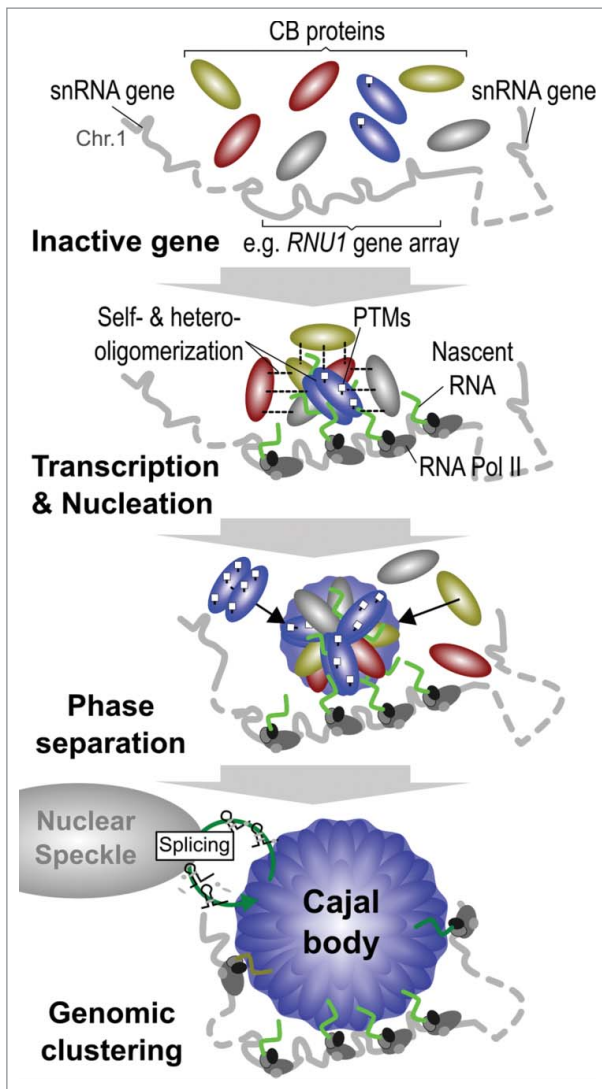 CB proteins
snRNA gene
snRNA gene
Chr.1
Inactive gene
e.g. RNU1 gene array
Self- & hetero-
oligomerization
PTMs
Nascent
RNA
Transcription
& Nucleation
RNA Pol II
Phase
separation
Nuclear
Speckle
Splicing
Cajal
body
Genomic
clustering